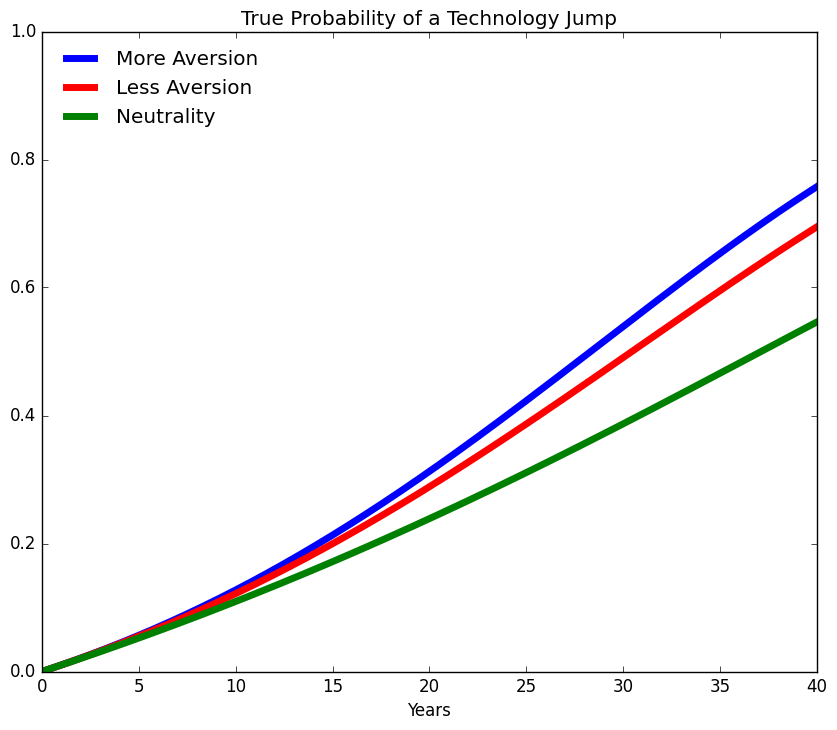 True Probability of a Technology Jump
1.0
More Aversion
Less Aversion
Neutrality
0.8
0.6
0.4
0.2
0.0
0 5 10 15 20 25 30 35 40
Years